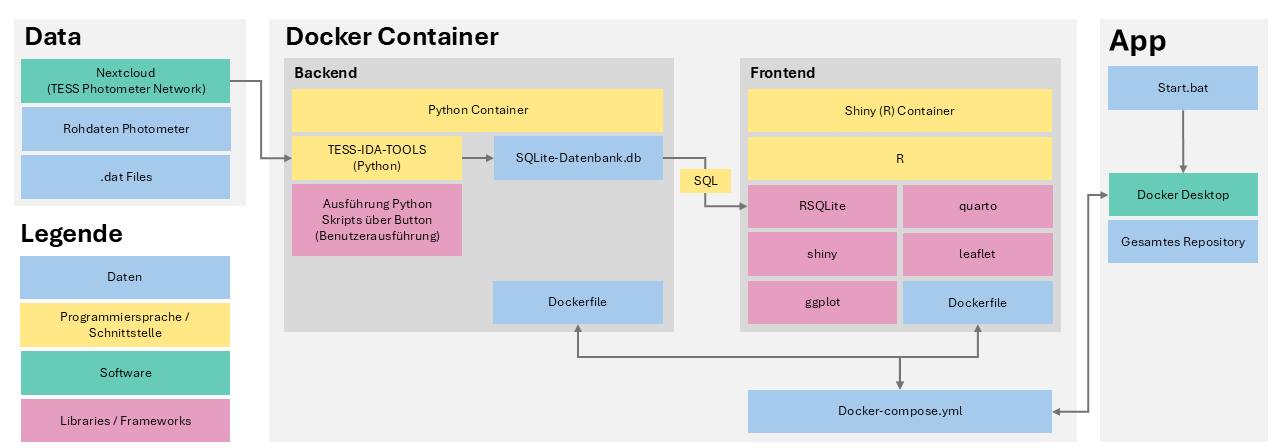 Data
Nextcloud
(TESS Photometer Network)
Rohdaten Photometer
.dat Files
Legende
Daten
Programmiersprache /
Schnittstelle
Software
Libraries / Frameworks
Docker Container
Backend
Python Container
TESS-IDA-TOOLS
(Python)
SQLite-Datenbank.db
Ausführung Python
Skripts über Button
(Benutzerausführung)
Dockerfile
SQL
Frontend
Shiny (R) Container
R
RSQLite
quarto
shiny
leaflet
ggplot
Dockerfile
Docker-compose.yml
App
Start.bat
Docker Desktop
Gesamtes Repository